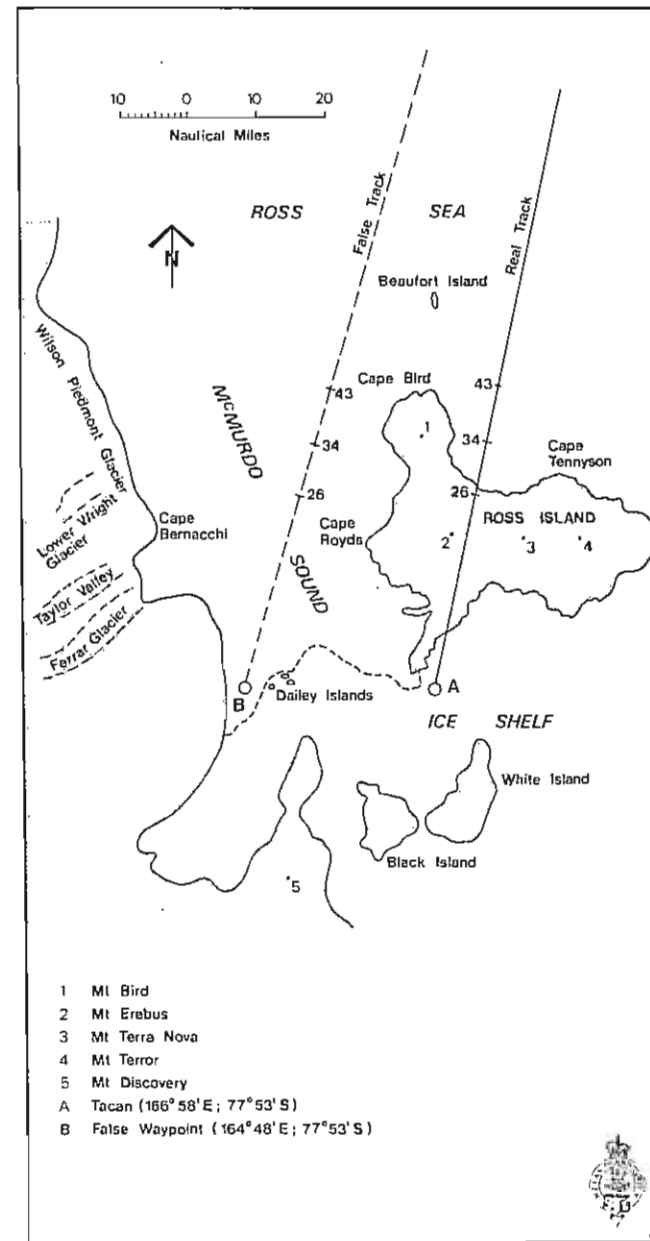 10 0 10 20
Nautical Miles
ROSS SEA
False Track
Real Track
N
Beaufort Island
Wilson Piedmont Glacier
McMURDO
SOUND
Cape Bird
43
43
1
34
34
Cape
Tennyson
26
26
Lower Wright
Glacier
Cape
Bernacchi
Cape
Royds
ROSS ISLAND
2
3
4
Taylor Valley
Ferrar Glacier
B
Dailey Islands
A
ICE SHELF
White Island
Black Island
5
1 Mt Bird
2 Mt Erebus
3 Mt Terra Nova
4 Mt Terror
5 Mt Discovery
A Tacan (166° 58' E ; 77° 53' S)
B False Waypoint (164° 48' E ; 77° 53' S)